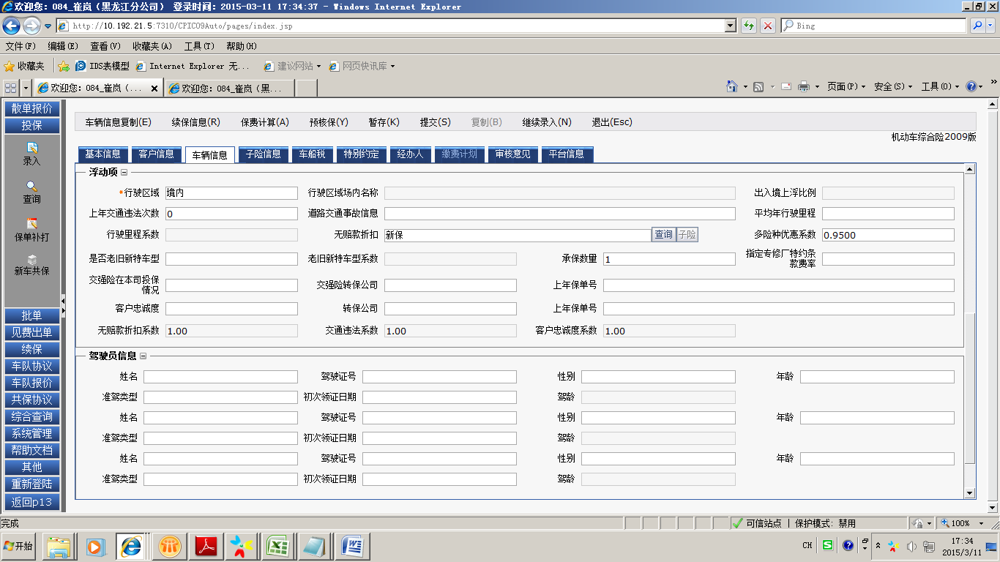 欢迎您: 084_崔岚（黑龙江分公司） 登录时间: 2015-03-11 17:34:37 - Windows Internet Explorer
http://10.192.21.5:7310/CPIC09Auto/pages/index.jsp
Bing
文件(F) 编辑(E) 查看(V) 收藏夹(A) 工具(T) 帮助(H)
收藏夹 IDS表模型 Internet Explorer 无... 建议网站 网页快讯库
欢迎您: 084_崔岚（... 欢迎您: 084_崔岚（黑... 页面(P) 安全(S) 工具(O)
散单报价
投保
录入
查询
保单补打
新车共保
批单
见费出单
续保
车队协议
车队报价
共保协议
综合查询
系统管理
帮助文档
其他
重新登陆
返回p13
车辆信息复制(E) 续保信息(R) 保费计算(A) 预核保(Y) 暂存(K) 提交(S) 复制(B) 继续录入(N) 退出(Esc)
机动车综合险2009版
基本信息 客户信息 车辆信息 子险信息 车船税 特别约定 经办人 缴费计划 审核意见 平台信息
浮动项
*行驶区域 境内 行驶区域场内名称 出入境上浮比例
上年交通违法次数 0 道路交通事故信息 平均年行驶里程
行驶里程系数 无赔款折扣 新保 查询 子险 多险种优惠系数 0.9500
是否老旧新特车型 老旧新特车型系数 承保数量 1 指定专修厂特约条款费率
交强险在本司投保情况 交强险转保公司 上年保单号
客户忠诚度 转保公司 上年保单号
无赔款折扣系数 1.00 交通违法系数 1.00 客户忠诚度系数 1.00
驾驶员信息
姓名 驾驶证号 性别 年龄
准驾类型 初次领证日期 驾龄
姓名 驾驶证号 性别 年龄
准驾类型 初次领证日期 驾龄
姓名 驾驶证号 性别 年龄
准驾类型 初次领证日期 驾龄
完成 可信站点 | 保护模式: 禁用 100%
开始 CH 17:34
2015/3/11